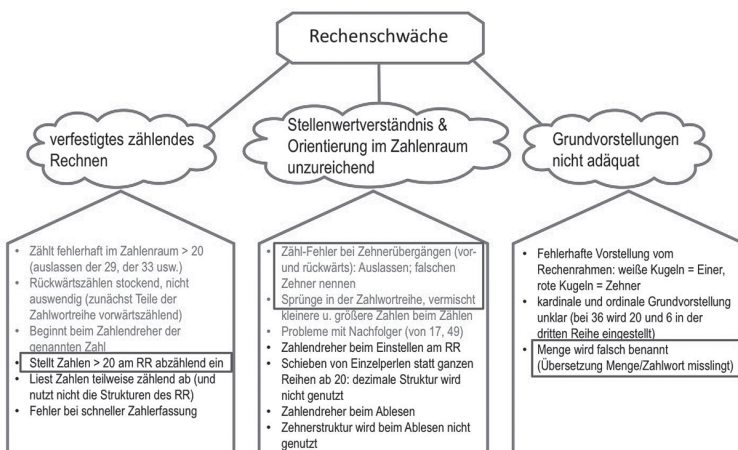 Rechenschwäche
verfestigtes zählendes
Rechnen
Stellenwertverständnis &
Orientierung im Zahlenraum
unzureichend
Grundvorstellungen
nicht adäquat
• Zählt fehlerhaft im Zahlenraum > 20
(auslassen der 29, der 33 usw.)
• Rückwärtszählen stockend, nicht
auswendig (zunächst Teile der
Zahlwortreihe vorwärtszählend)
• Beginnt beim Zahlendreher der
genannten Zahl
• Stellt Zahlen > 20 am RR abzählend ein
• Liest Zahlen teilweise zählend ab (und
nutzt nicht die Strukturen des RR)
• Fehler bei schneller Zahlerfassung
• Zähl-Fehler bei Zehnerübergängen (vor-
und rückwärts): Auslassen; falschen
Zehner nennen
• Sprünge in der Zahlwortreihe, vermischt
kleinere u. größere Zahlen beim Zählen
• Probleme mit Nachfolger (von 17, 49)
• Zahlendreher beim Einstellen am RR
• Schieben von Einzelperlen statt ganzen
Reihen ab 20: dezimale Struktur wird
nicht genutzt
• Zahlendreher beim Ablesen
• Zehnerstruktur wird beim Ablesen nicht
genutzt
• Fehlerhafte Vorstellung vom
Rechenrahmen: weiße Kugeln = Einer,
rote Kugeln = Zehner
• kardinale und ordinale Grundvorstellung
unklar (bei 36 wird 20 und 6 in der
dritten Reihe eingestellt)
• Menge wird falsch benannt
(Übersetzung Menge/Zahlwort misslingt)